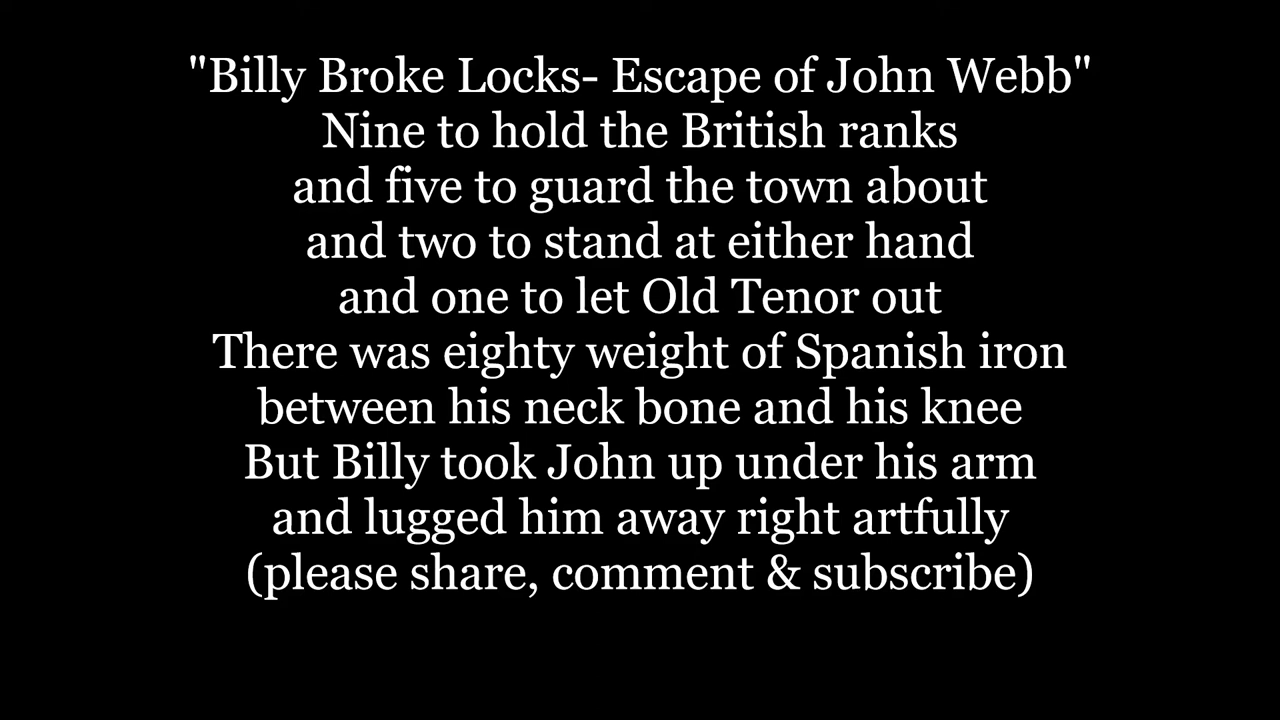 "Billy Broke Locks- Escape of John Webb"
Nine to hold the British ranks
and five to guard the town about
and two to stand at either hand
and one to let Old Tenor out
There was eighty weight of Spanish iron
between his neck bone and his knee
But Billy took John up under his arm
and lugged him away right artfully
(please share, comment & subscribe)